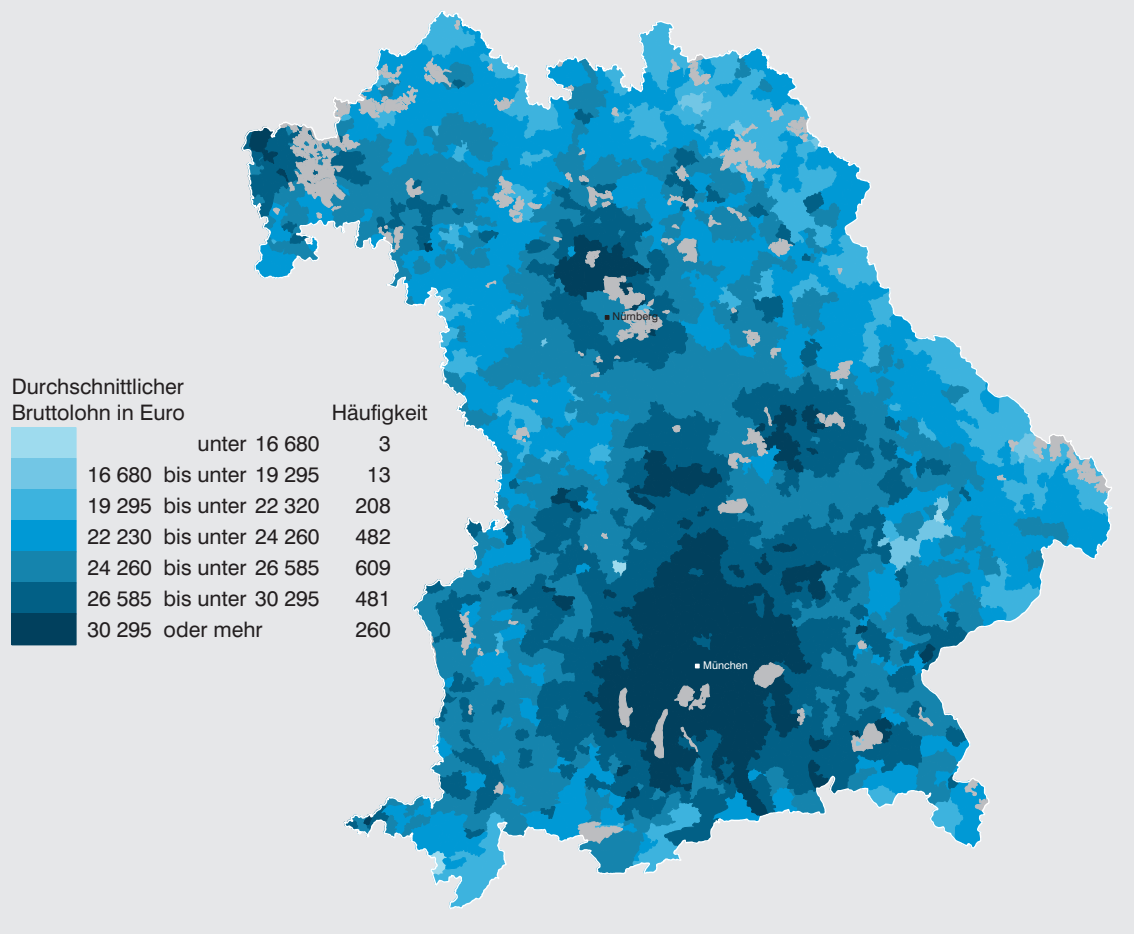 Nürnberg
Durchschnittlicher
Bruttolohn in Euro Häufigkeit
unter 16 680 3
16 680 bis unter 19 295 13
19 295 bis unter 22 320 208
22 230 bis unter 24 260 482
24 260 bis unter 26 585 609
26 585 bis unter 30 295 481
30 295 oder mehr 260
München